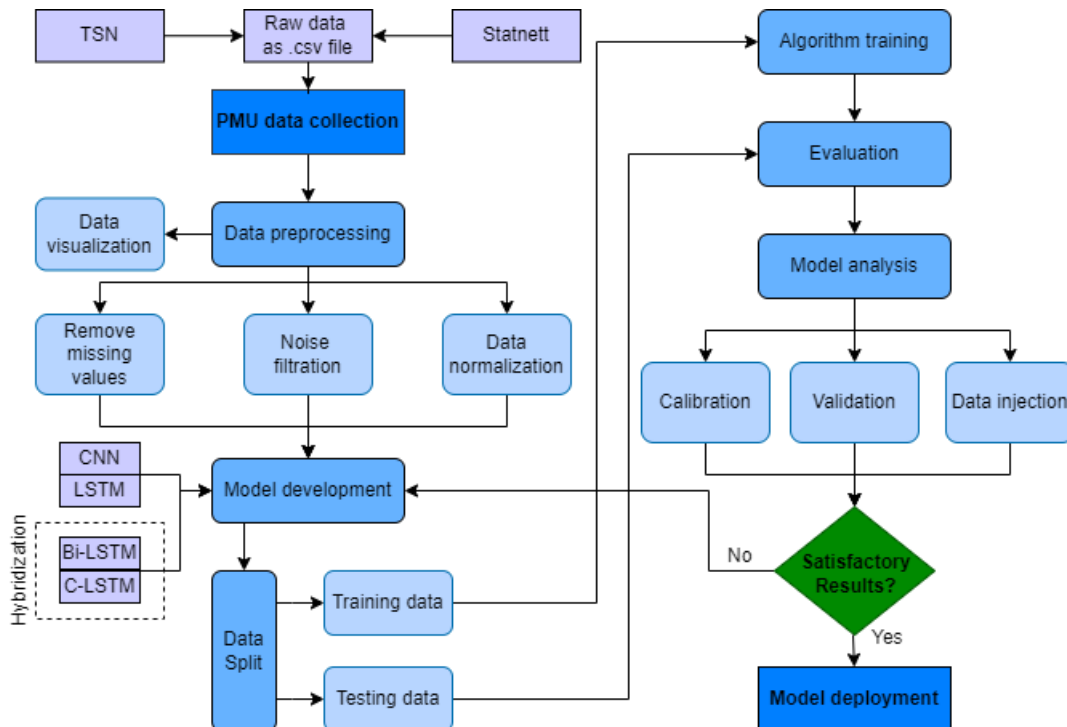 TSN
Raw data
as .csv file
Statnett
PMU data collection
Data
visualization
Data preprocessing
Remove
missing
values
Noise
filtration
Data
normalization
CNN
LSTM
Hybridization
Bi-LSTM
C-LSTM
Model development
Data
Split
Training data
Testing data
Algorithm training
Evaluation
Model analysis
Calibration
Validation
Data injection
Satisfactory
Results?
No
Yes
Model deployment